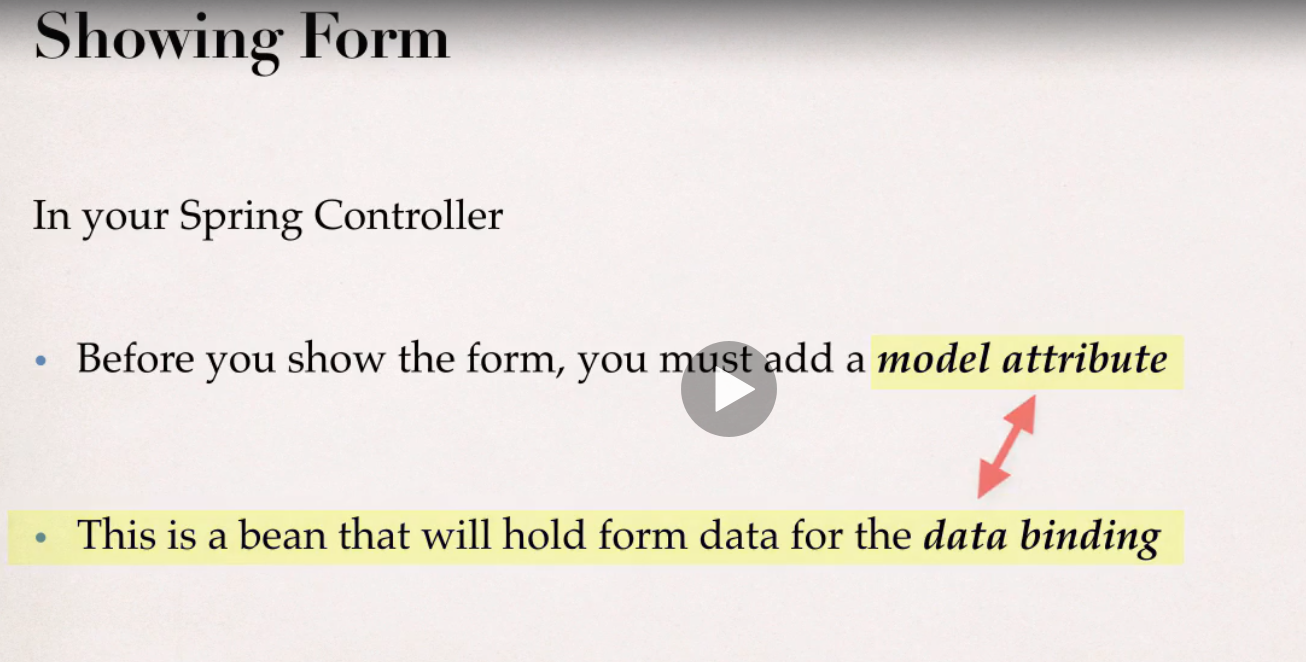 Showing Form
In your Spring Controller
• Before you show the form, you must add a model attribute
• This is a bean that will hold form data for the data binding